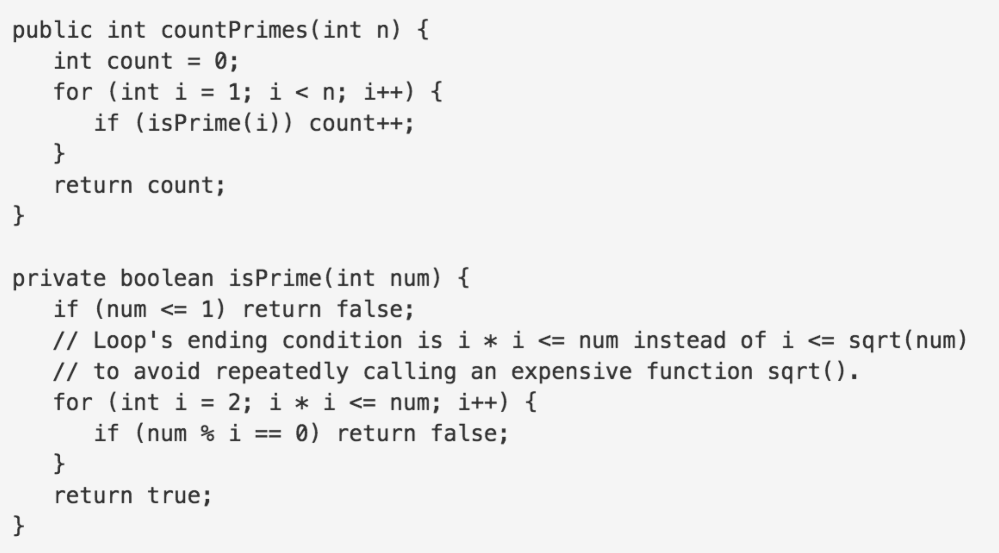 public int countPrimes(int n) {
   int count = 0;
   for (int i = 1; i < n; i++) {
      if (isPrime(i)) count++;
   }
   return count;
}

private boolean isPrime(int num) {
   if (num <= 1) return false;
   // Loop's ending condition is i * i <= num instead of i <= sqrt(num)
   // to avoid repeatedly calling an expensive function sqrt().
   for (int i = 2; i * i <= num; i++) {
      if (num % i == 0) return false;
   }
   return true;
}